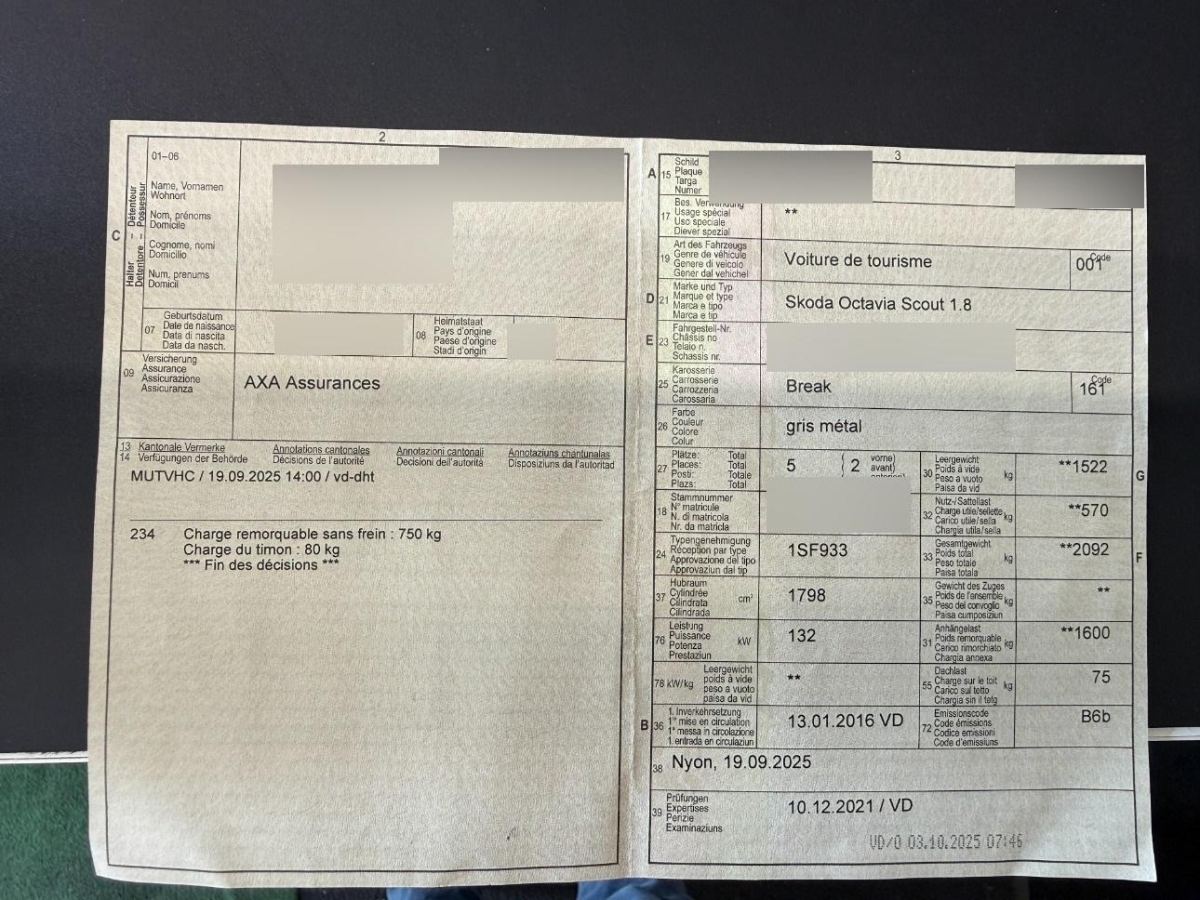 2
01-06
Halter – Détenteur
Detentore – Possessur
C
Name, Vornamen
Wohnort
Nom, prénoms
Domicile
Cognome, nomi
Domicilio
Num, prenums
Domicil
07
Geburtsdatum
Date de naissance
Data di nascita
Data da nasch.
08
Heimatstaat
Pays d'origine
Paese d'origine
Stadi d'origin
09
Versicherung
Assurance
Assicurazione
Assicuranza
AXA Assurances
13 Kantonale Vermerke Annotations cantonales Annotazioni cantonali Annotaziuns chantunalas
14 Verfügungen der Behörde Décisions de l'autorité Decisioni dell'autorità Disposiziuns da l'autoritad
MUTVHC / 19.09.2025 14:00 / vd-dht
234 Charge remorquable sans frein : 750 kg
Charge du timon : 80 kg
*** Fin des décisions ***
3
A 15
Schild
Plaque
Targa
Numer
17
Bes.
Usage spécial
Uso speciale
Diever spezial
**
19
Art des Fahrzeugs
Genre de véhicule
Genere di veicolo
Gener dal vehichel
Voiture de tourisme
Code
001
D 21
Marke und Typ
Marque et type
Marca e tipo
Marca e tip
Skoda Octavia Scout 1.8
E 23
Fahrgestell-Nr.
Châssis no
Telaio n.
Schassis nr.
25
Karosserie
Carrosserie
Carrozzeria
Carossaria
Break
Code
161
26
Farbe
Couleur
Colore
Colur
gris métal
27
Plätze: Total
Places: Total
Posti: Totale
Plazs: Total
5 ( 2 vorne)
avant)
30
Leergewicht
Poids à vide
Peso a vuoto
Paisa da vid
kg
**1522
G
18
Stammnummer
N° matricule
N. di matricola
Nr. da matricla
32
Nutz-/Sattellast
Charge utile/sellette
Carico utile/sella
Chargia utila/sella
kg
**570
24
Typengenehmigung
Réception par type
Approvazione del tipo
Approvaziun dal tip
1SF933
33
Gesamtgewicht
Poids total
Peso totale
Paisa totala
kg
**2092
F
37
Hubraum
Cylindrée
Cilindrata
Cilindrada
cm³
1798
35
Gewicht des Zuges
Poids de l'ensemble
Peso del convoglio
Paisa cumposiziun
kg
**
76
Leistung
Puissance
Potenza
Prestaziun
kW
132
31
Anhängelast
Poids remorquable
Carico rimorchiato
Chargia annexa
kg
**1600
78 kW/kg
Leergewicht
poids à vide
peso a vuoto
paisa da vid
**
55
Dachlast
Charge sur le toit
Carico sul tetto
Chargia sin il tetg
kg
75
B 36
1. Inverkehrsetzung
1re mise en circulation
1a messa in circolazione
1. entrada en circulaziun
13.01.2016 VD
72
Emissionscode
Code émissions
Codice emissioni
Code d'emissiuns
B6b
38 Nyon, 19.09.2025
39
Prüfungen
Expertises
Perizie
Examinaziuns
10.12.2021 / VD
VD/0 03.10.2025 07:46